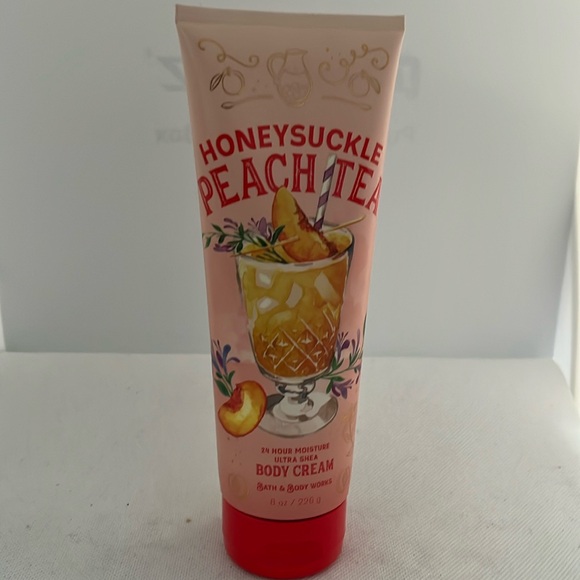 HONEYSUCKLE
PEACH TEA
24 HOUR MOISTURE
ULTRA SHEA
BODY CREAM
BATH & BODY WORKS
8 oz / 226 g